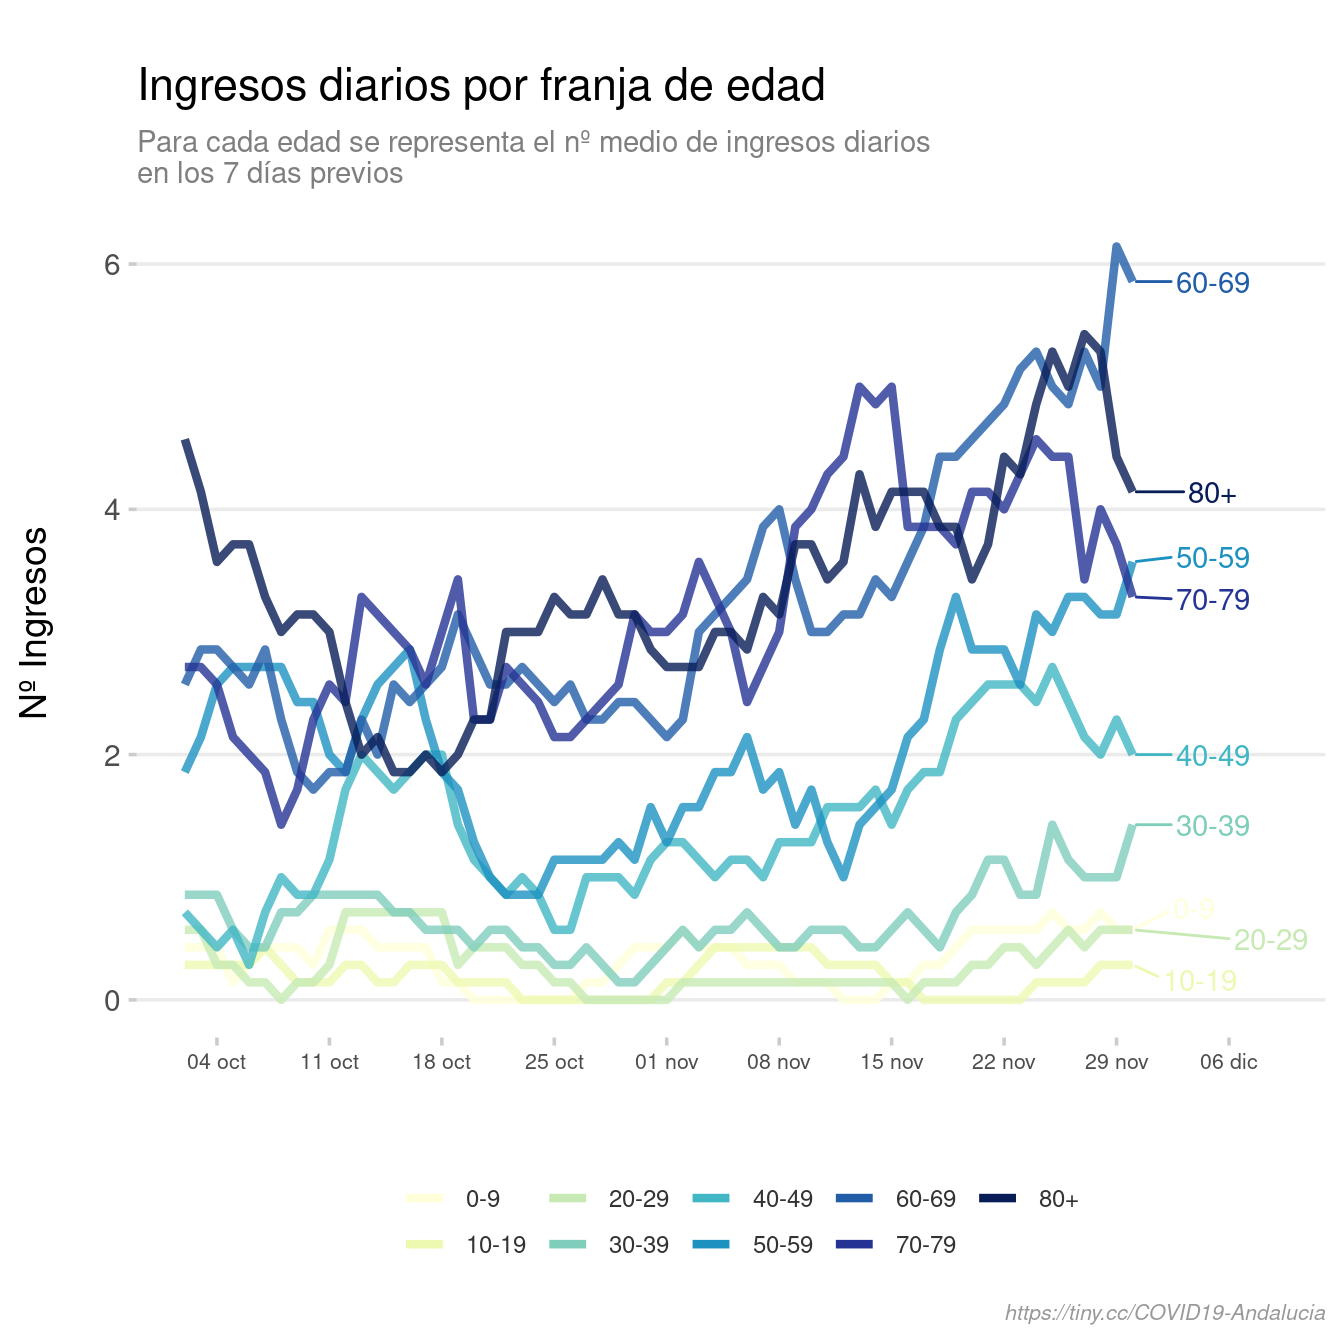 Ingresos diarios por franja de edad
Para cada edad se representa el nº medio de ingresos diarios
en los 7 días previos
Nº Ingresos
6
4
2
0
60-69
80+
50-59
70-79
40-49
30-39
0-9
20-29
10-19
04 oct 11 oct 18 oct 25 oct 01 nov 08 nov 15 nov 22 nov 29 nov 06 dic
0-9 20-29 40-49 60-69 80+
10-19 30-39 50-59 70-79
https://tiny.cc/COVID19-Andalucia